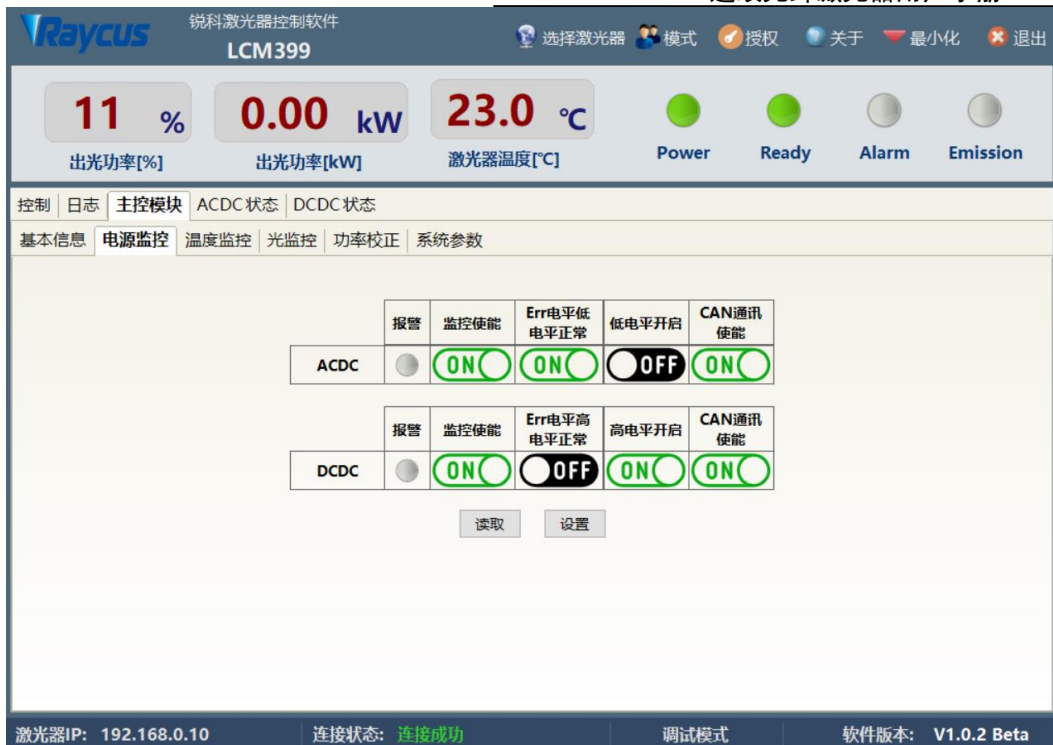 Raycus
锐科激光器控制软件
LCM399
选择激光器 模式 授权 关于 最小化 退出
11 % 0.00 kW 23.0 ℃
出光功率[%] 出光功率[kW] 激光器温度[℃] Power Ready Alarm Emission
控制 日志 主控模块 ACDC状态 DCDC状态
基本信息 电源监控 温度监控 光监控 功率校正 系统参数
报警 监控使能 Err电平低 低电平开启 CAN通讯
电平正常 使能
ACDC ON ON OFF ON
报警 监控使能 Err电平高 高电平开启 CAN通讯
电平正常 使能
DCDC ON OFF ON ON
读取 设置
激光器IP: 192.168.0.10 连接状态: 连接成功 调试模式 软件版本: V1.0.2 Beta